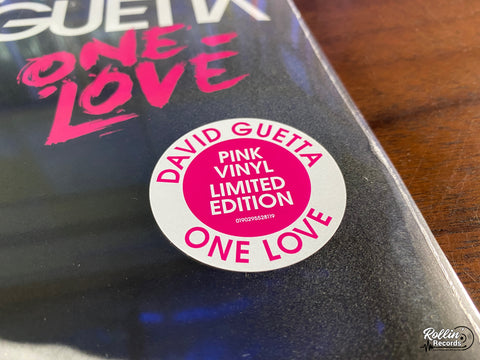 GUETTA
ONE
LOVE
DAVID GUETTA
PINK
VINYL
LIMITED
EDITION
0190295528119
ONE LOVE
Rollin
Records